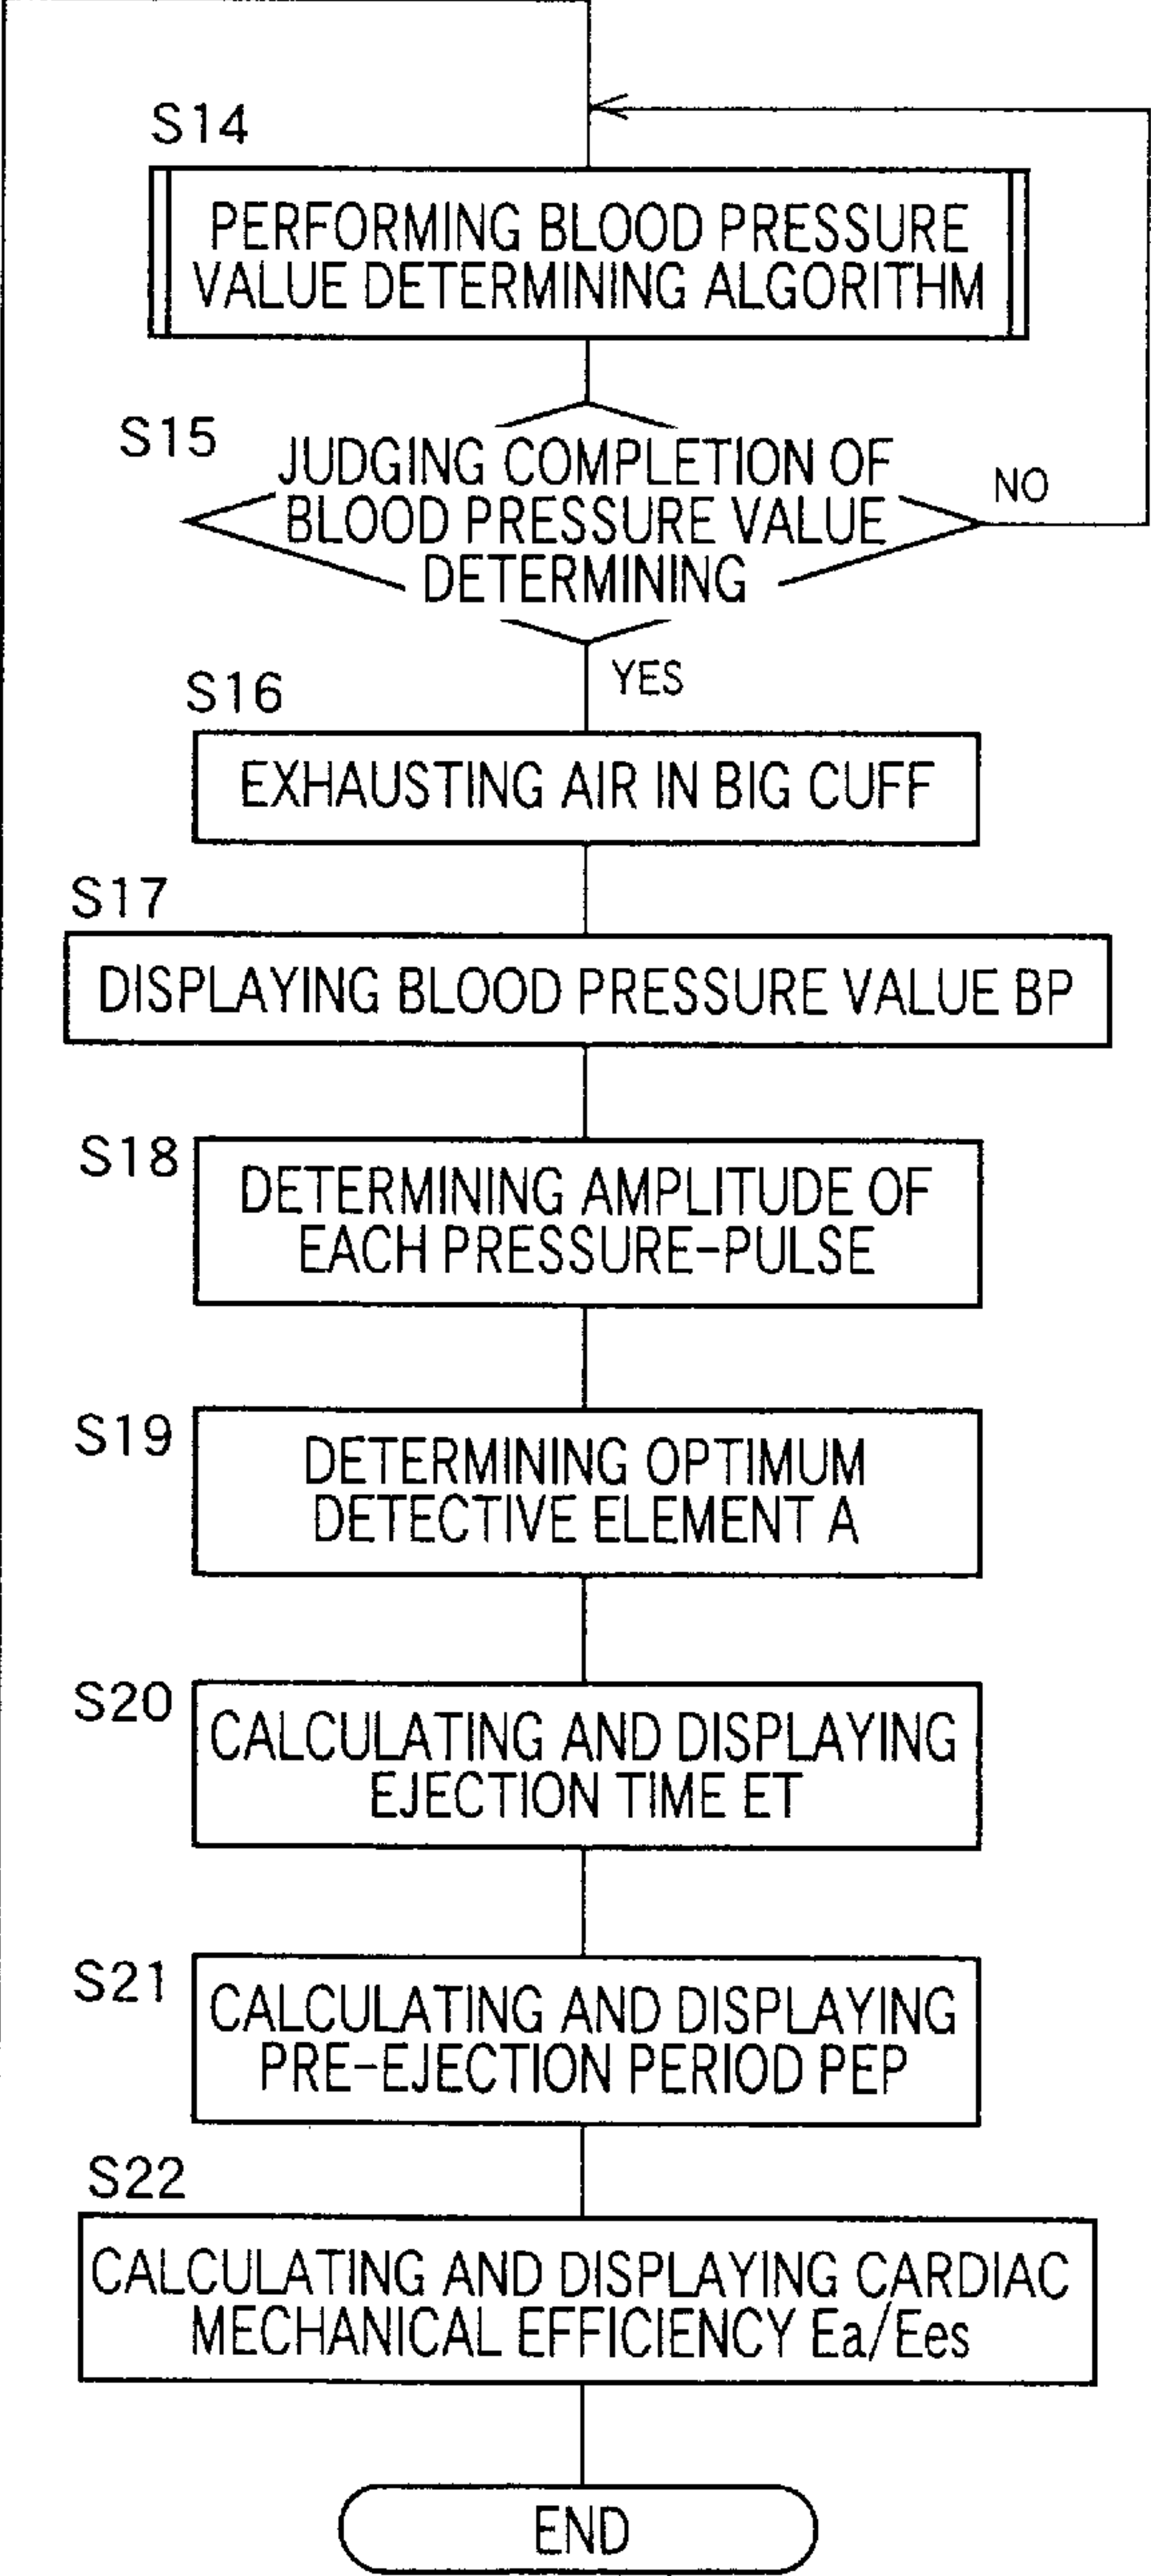 S14
PERFORMING BLOOD PRESSURE
VALUE DETERMINING ALGORITHM
S15
JUDGING COMPLETION OF
BLOOD PRESSURE VALUE
DETERMINING
NO
YES
S16
EXHAUSTING AIR IN BIG CUFF
S17
DISPLAYING BLOOD PRESSURE VALUE BP
S18
DETERMINING AMPLITUDE OF
EACH PRESSURE-PULSE
S19
DETERMINING OPTIMUM
DETECTIVE ELEMENT A
S20
CALCULATING AND DISPLAYING
EJECTION TIME ET
S21
CALCULATING AND DISPLAYING
PRE-EJECTION PERIOD PEP
S22
CALCULATING AND DISPLAYING CARDIAC
MECHANICAL EFFICIENCY Ea/Ees
END